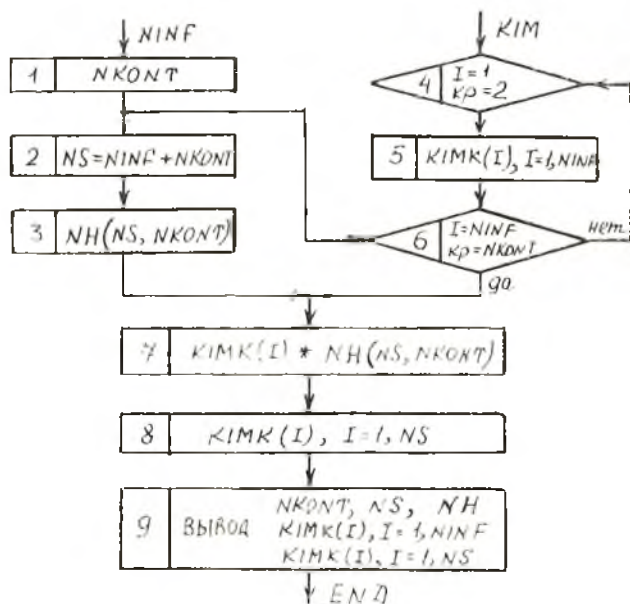 NINF
1 NKONT
2 NS=NINF+NKONT
3 NH(NS, NKONT)
KIM
4 I=1
кр=2
5 KIMK(I), I=1,NINF
6 I=NINF
кр=NKONT
нет
да
7 KIMK(I) * NH(NS, NKONT)
8 KIMK(I), I=1, NS
9 ВЫВОД
NKONT, NS, NH
KIMK(I), I=1, NINF
KIMK(I), I=1, NS
END